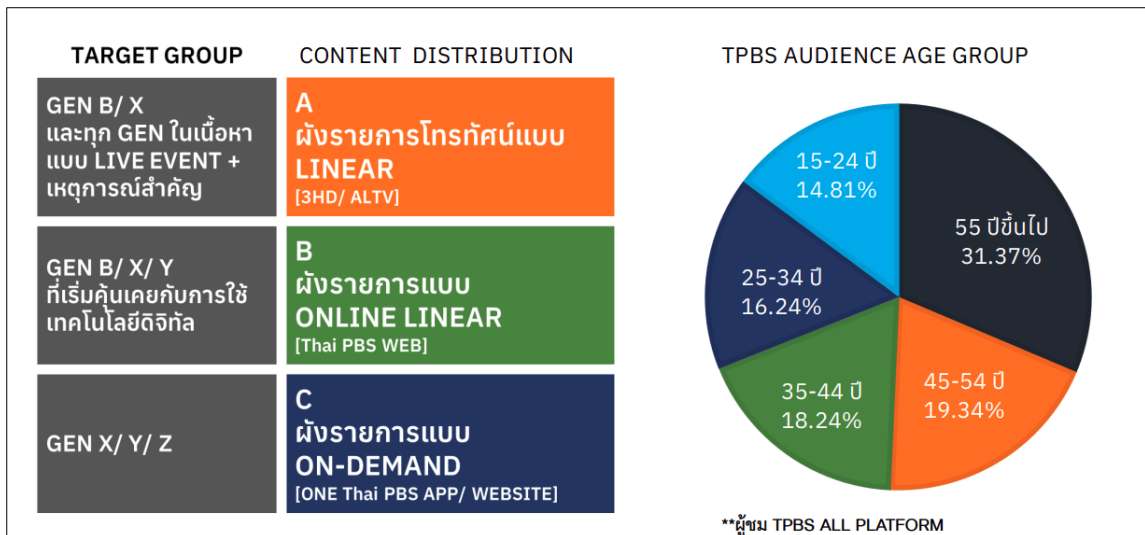 TARGET GROUP
CONTENT DISTRIBUTION
GEN B/ X
และทุก GEN ในเนื้อหา
แบบ LIVE EVENT +
เหตุการณ์สำคัญ
A
ผังรายการโทรทัศน์แบบ
LINEAR
[3HD/ ALTV]
GEN B/ X/ Y
ที่เริ่มคุ้นเคยกับการใช้
เทคโนโลยีดิจิทัล
B
ผังรายการแบบ
ONLINE LINEAR
[Thai PBS WEB]
GEN X/ Y/ Z
C
ผังรายการแบบ
ON-DEMAND
[ONE Thai PBS APP/ WEBSITE]
TPBS AUDIENCE AGE GROUP
15-24 ปี
14.81%
55 ปีขึ้นไป
31.37%
25-34 ปี
16.24%
35-44 ปี
18.24%
45-54 ปี
19.34%
**ผู้ชม TPBS ALL PLATFORM